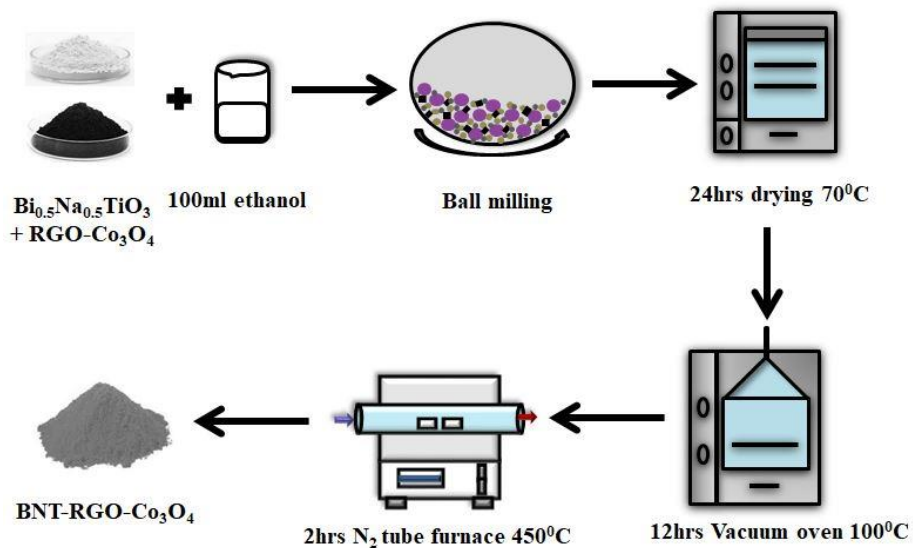 Bi₀.₅Na₀.₅TiO₃
+ RGO-Co₃O₄
100ml ethanol
Ball milling
24hrs drying 70⁰C
12hrs Vacuum oven 100⁰C
2hrs N₂ tube furnace 450⁰C
BNT-RGO-Co₃O₄